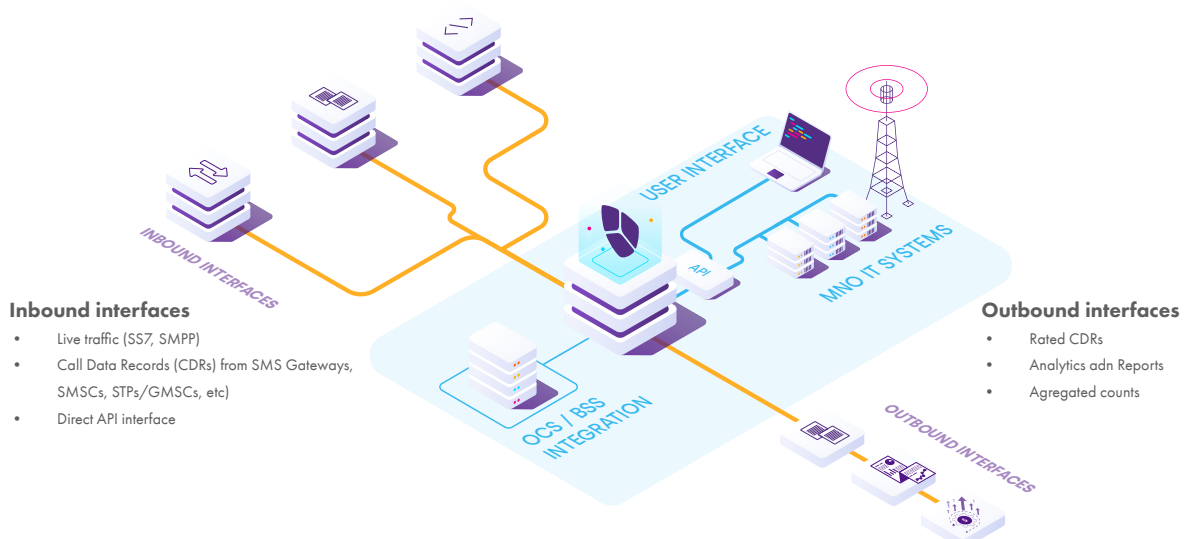 USER INTERFACE
API
MNO IT SYSTEMS
INBOUND INTERFACES
Inbound interfaces
• Live traffic (SS7, SMPP)
• Call Data Records (CDRs) from SMS Gateways,
SMSCs, STPs/GMSCs, etc)
• Direct API interface
Outbound interfaces
• Rated CDRs
• Analytics adn Reports
• Agregated counts
OCS / BSS
INTEGRATION
OUTBOUND INTERFACES
$